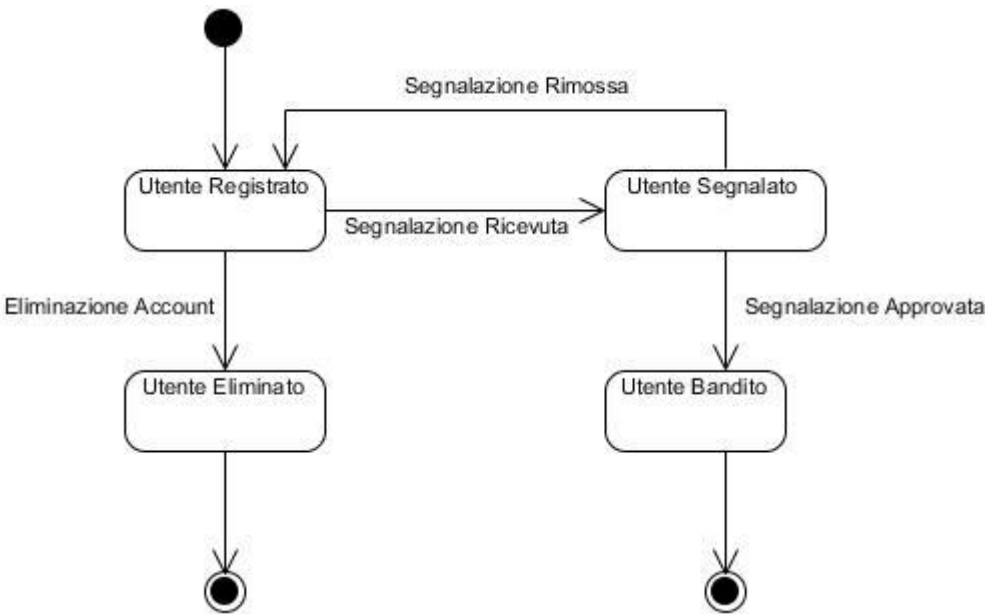 Segnalazione Rimossa
Utente Registrato
Utente Segnalato
Segnalazione Ricevuta
Eliminazione Account
Segnalazione Approvata
Utente Eliminato
Utente Bandito